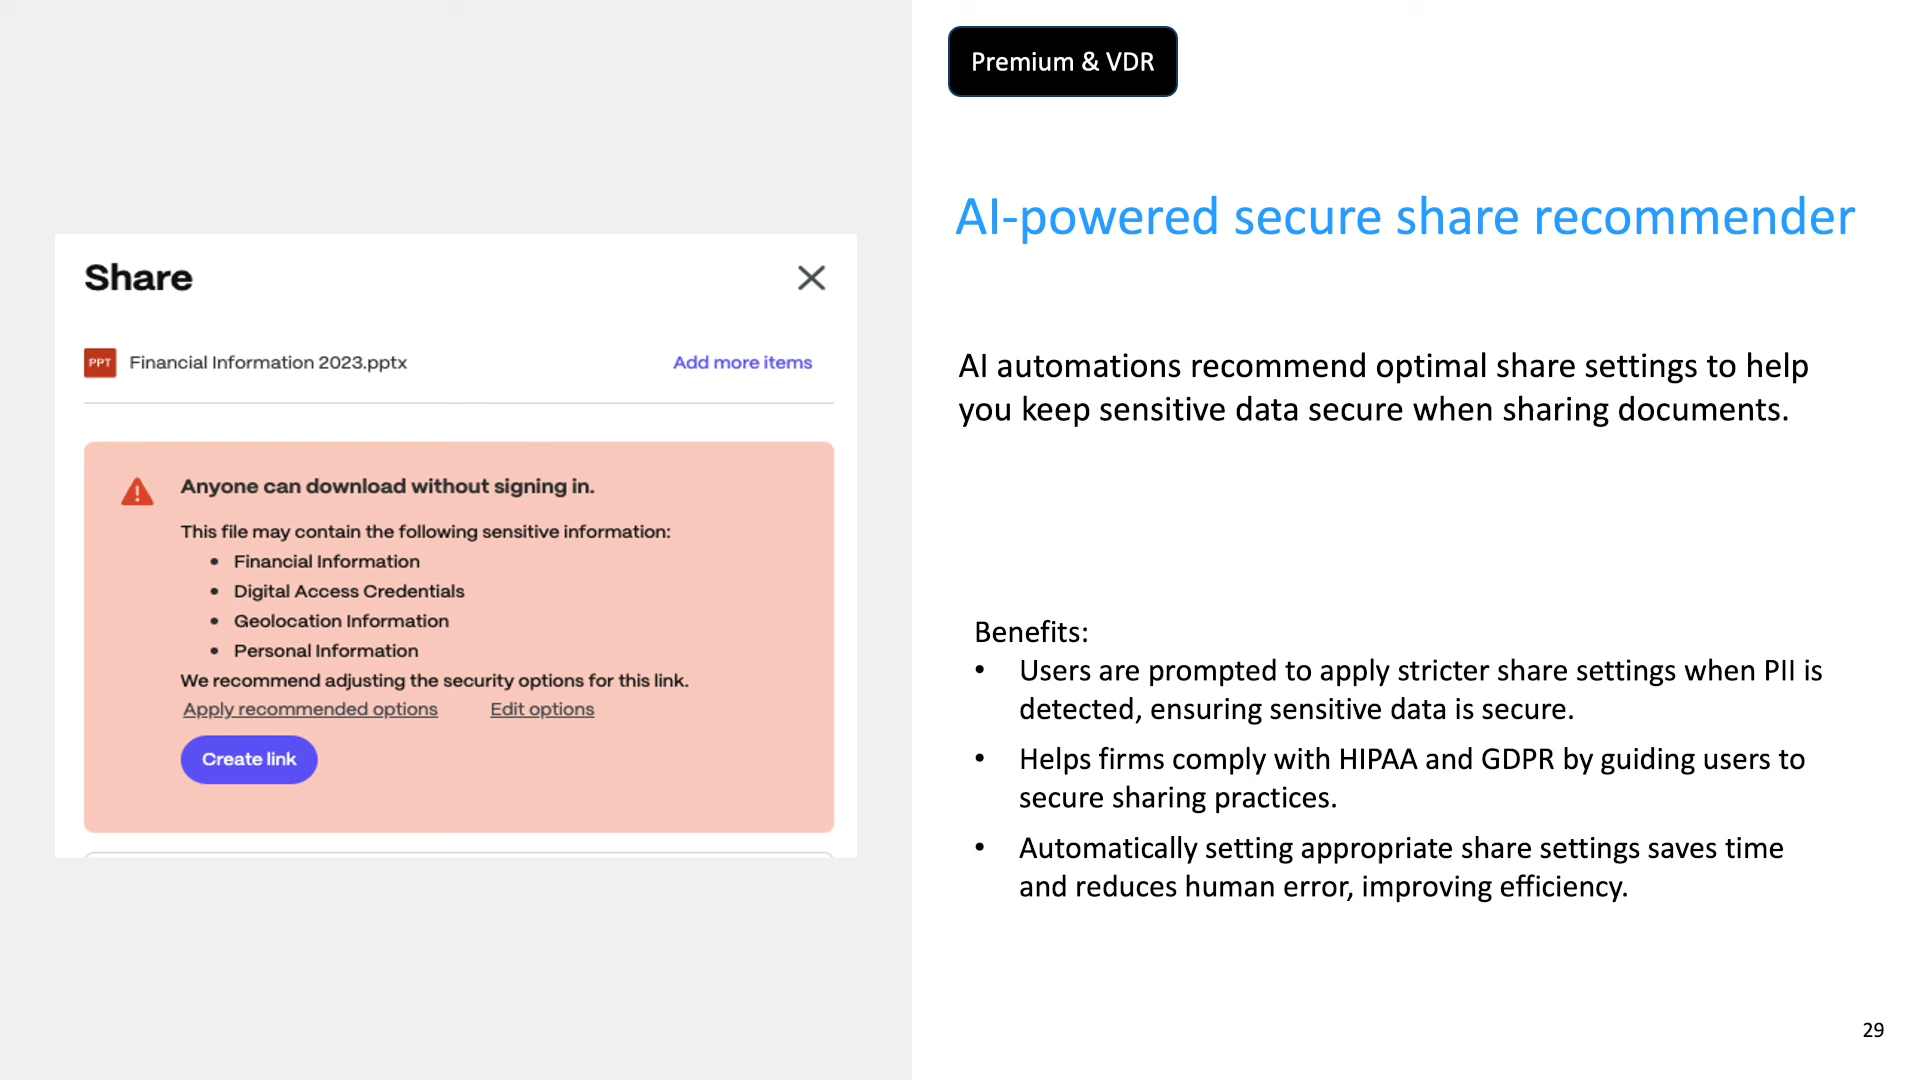 Share
PPT Financial Information 2023.pptx Add more items
Anyone can download without signing in.
This file may contain the following sensitive information:
• Financial Information
• Digital Access Credentials
• Geolocation Information
• Personal Information
We recommend adjusting the security options for this link.
Apply recommended options Edit options
Create link
Premium & VDR
AI-powered secure share recommender
AI automations recommend optimal share settings to help
you keep sensitive data secure when sharing documents.
Benefits:
• Users are prompted to apply stricter share settings when PII is
detected, ensuring sensitive data is secure.
• Helps firms comply with HIPAA and GDPR by guiding users to
secure sharing practices.
• Automatically setting appropriate share settings saves time
and reduces human error, improving efficiency.
29